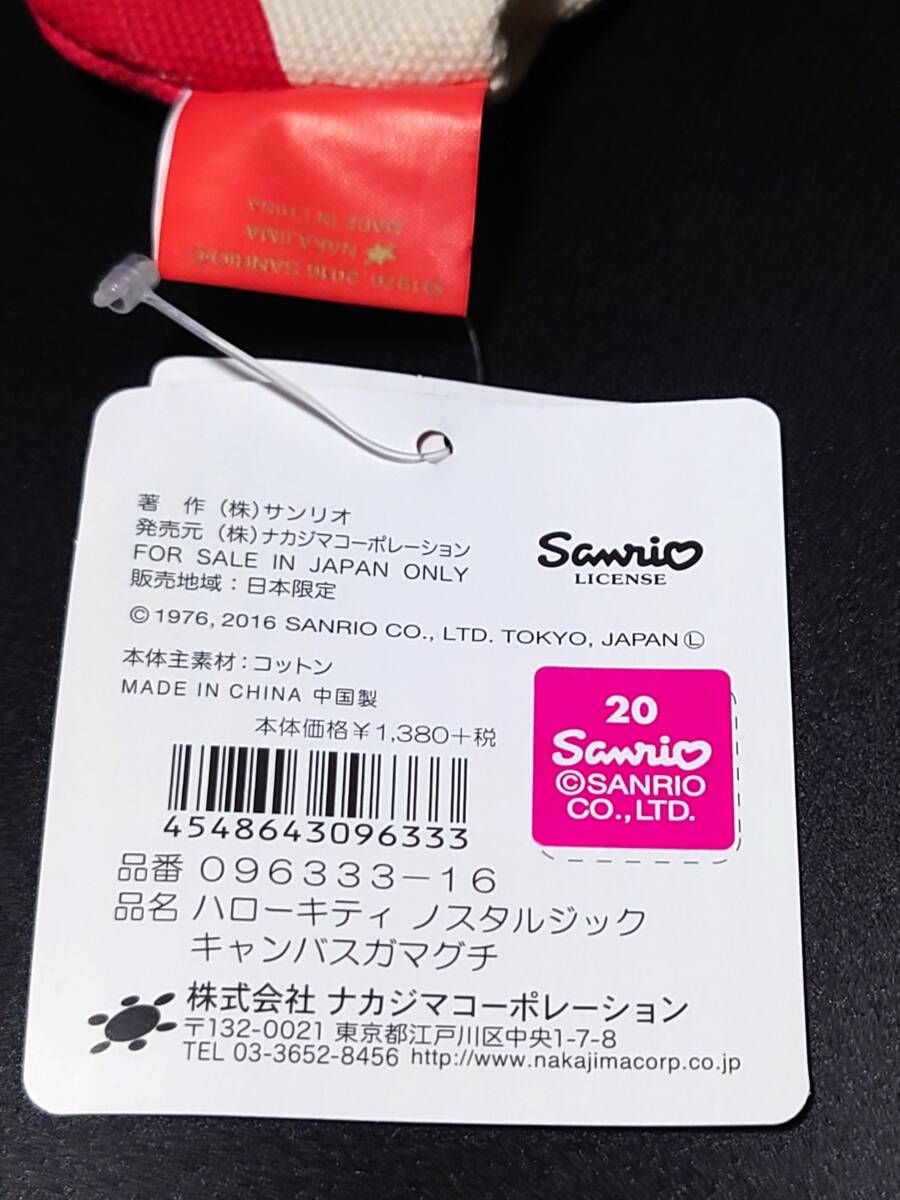 ©1976, 2016 SANRIO©
NAKAJIMA
MADE IN CHINA
著 作 (株)サンリオ
発売元 (株)ナカジマコーポレーション
FOR SALE IN JAPAN ONLY
販売地域：日本限定
Sanrio
LICENSE
©1976, 2016 SANRIO CO., LTD. TOKYO, JAPAN Ⓛ
本体主素材：コットン
MADE IN CHINA 中国製
本体価格¥1,380+税
20
Sanrio
©SANRIO
CO.,LTD.
4548643096333
品番 096333-16
品名 ハローキティ ノスタルジック
キャンバスガマグチ
株式会社 ナカジマコーポレーション
〒132-0021 東京都江戸川区中央1-7-8
TEL 03-3652-8456 http://www.nakajimacorp.co.jp